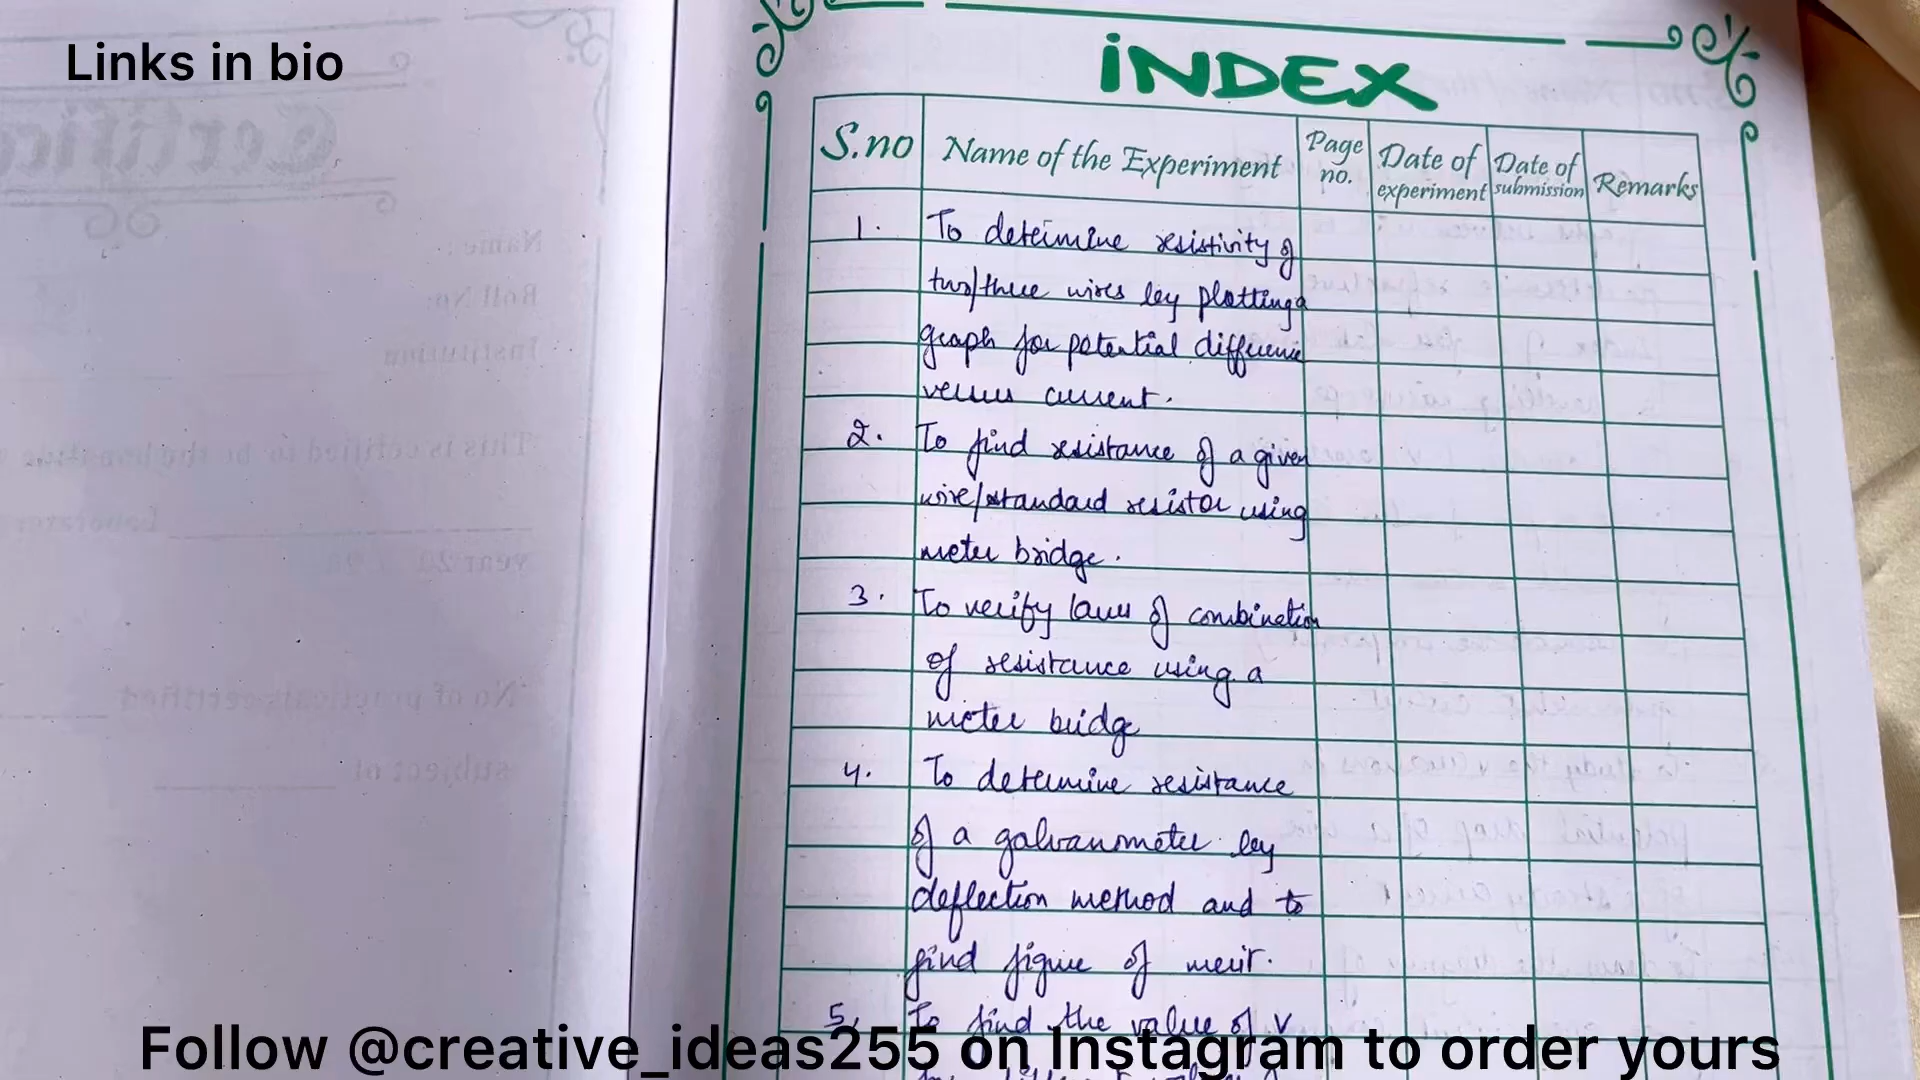 Links in bio
INDEX
S.no Name of the Experiment Page no. Date of experiment Date of submission Remarks
1. To determine resistivity of
two/three wires by plotting a
graph for potential difference
versus current.
2. To find resistance of a given
wire/standard resistor using
meter bridge.
3. To verify laws of combination
of resistance using a
meter bridge
4. To determine resistance
of a galvanometer by
deflection method and to
find figure of merit.
5. To find the value of v
Follow @creative_ideas255 on Instagram to order yours